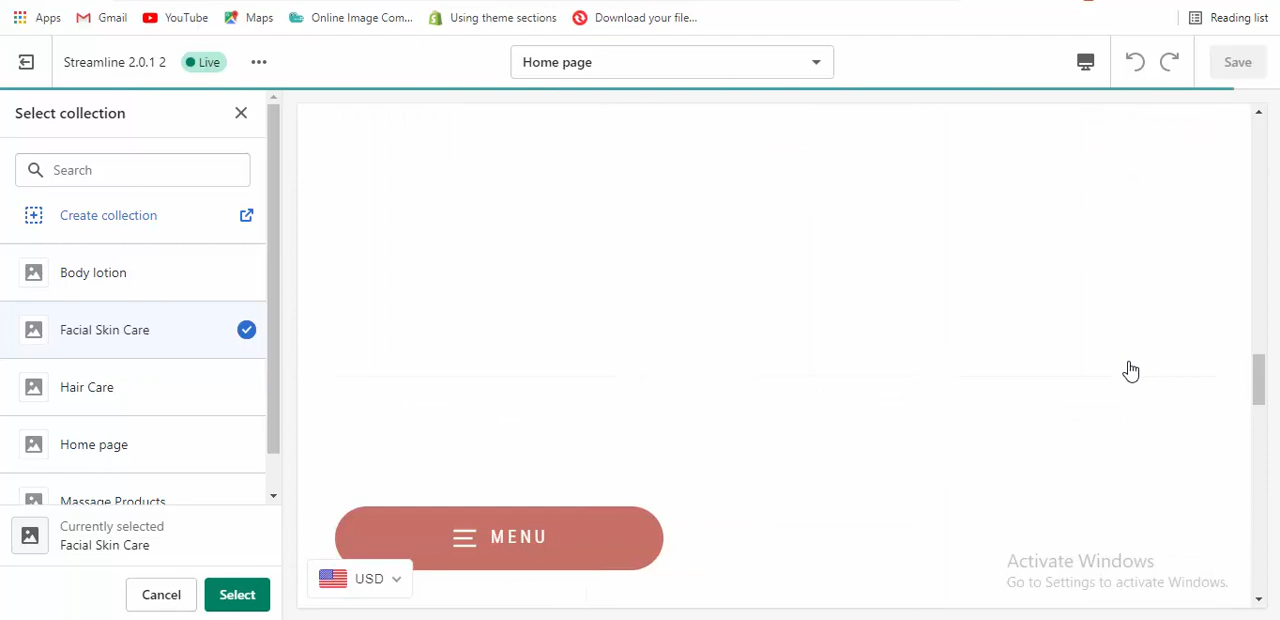 Apps Gmail YouTube Maps Online Image Com... Using theme sections Download your file... Reading list
Streamline 2.0.1 2 Live ••• Home page Save
Select collection
Search
Create collection
Body lotion
Facial Skin Care
Hair Care
Home page
Massage Products
Currently selected
Facial Skin Care
Cancel Select
MENU
USD
Activate Windows
Go to Settings to activate Windows.